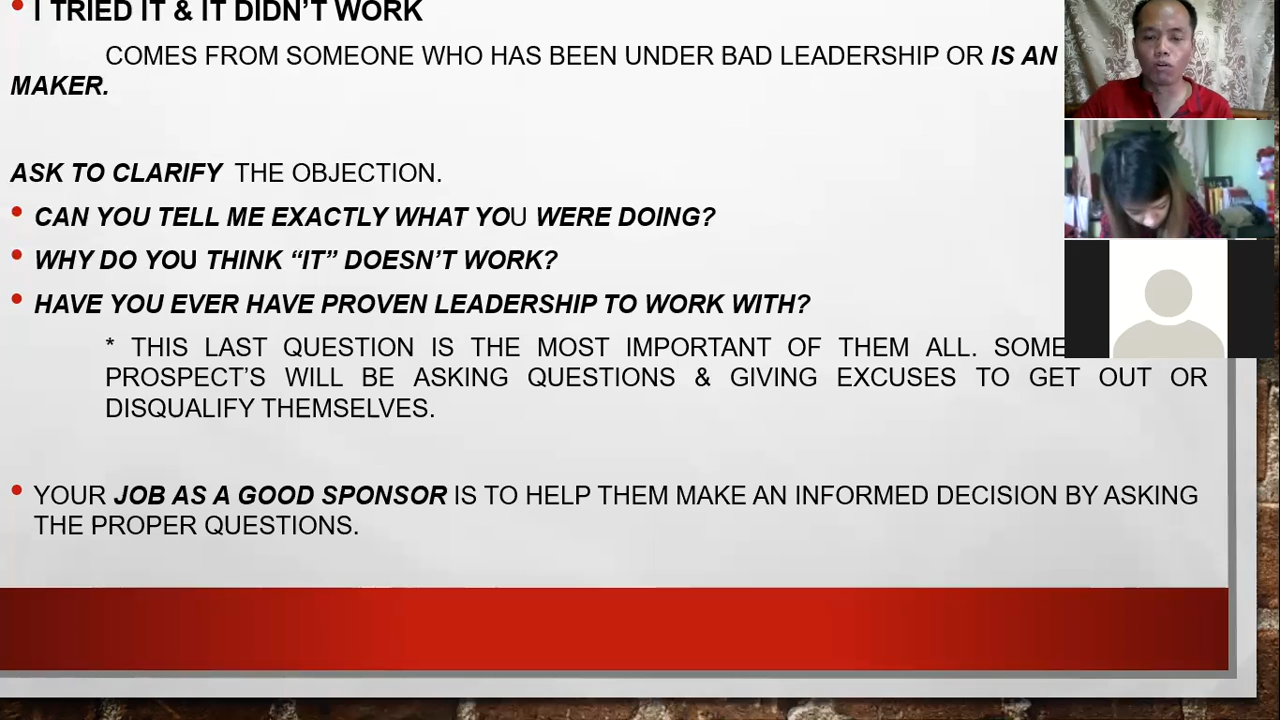 • I TRIED IT & IT DIDN'T WORK
COMES FROM SOMEONE WHO HAS BEEN UNDER BAD LEADERSHIP OR IS AN
MAKER.
ASK TO CLARIFY THE OBJECTION.
• CAN YOU TELL ME EXACTLY WHAT YOU WERE DOING?
• WHY DO YOU THINK “IT” DOESN'T WORK?
• HAVE YOU EVER HAVE PROVEN LEADERSHIP TO WORK WITH?
* THIS LAST QUESTION IS THE MOST IMPORTANT OF THEM ALL. SOME
PROSPECT'S WILL BE ASKING QUESTIONS & GIVING EXCUSES TO GET OUT OR
DISQUALIFY THEMSELVES.
• YOUR JOB AS A GOOD SPONSOR IS TO HELP THEM MAKE AN INFORMED DECISION BY ASKING
THE PROPER QUESTIONS.